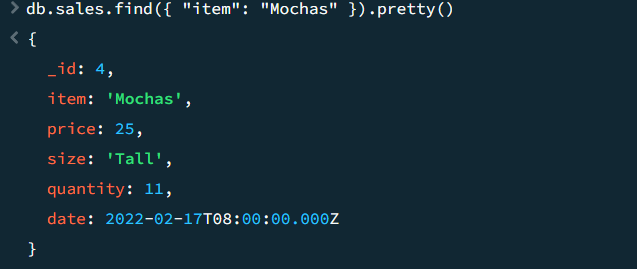 > db.sales.find({ "item": "Mochas" }).pretty()
< {
_id: 4,
item: 'Mochas',
price: 25,
size: 'Tall',
quantity: 11,
date: 2022-02-17T08:00:00.000Z
}